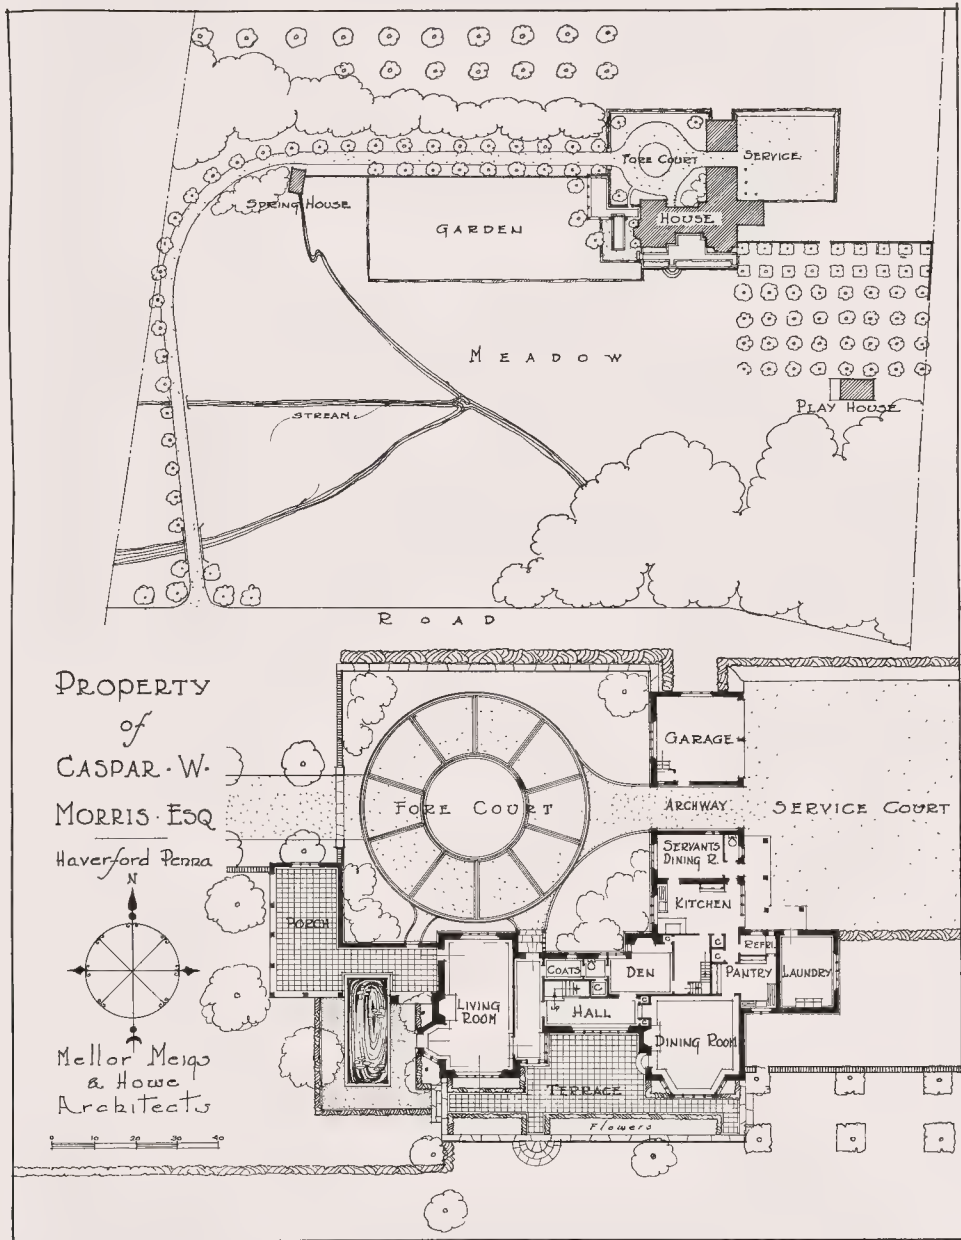 FORE COURT
SERVICE
SPRING HOUSE
GARDEN
HOUSE
MEADOW
STREAM
PLAY HOUSE
ROAD
PROPERTY
of
CASPAR · W ·
MORRIS · ESQ
Haverford Penna
N
Mellor Meigs
& Howe
Architects
0 10 20 30 40
GARAGE
FORE COURT
ARCHWAY
SERVICE COURT
SERVANTS
DINING R.
KITCHEN
PORCH
COATS
C
DEN
C
C
REFRI.
PANTRY
LAUNDRY
LIVING
ROOM
UP
HALL
DINING ROOM
TERRACE
Flowers